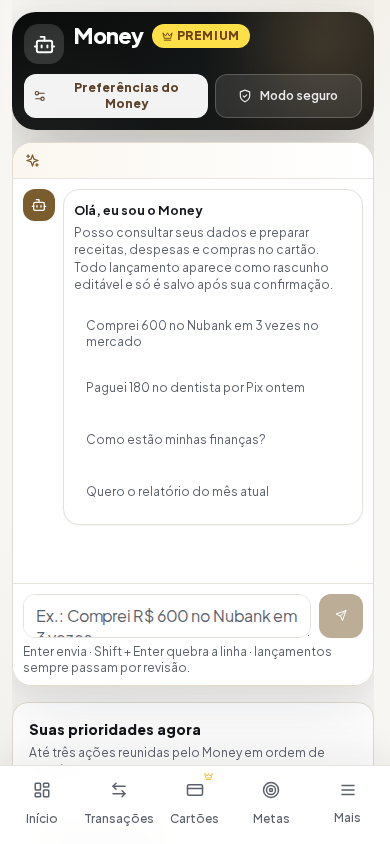 Money
PREMIUM
Preferências do
Money
Modo seguro
Olá, eu sou o Money
Posso consultar seus dados e preparar
receitas, despesas e compras no cartão.
Todo lançamento aparece como rascunho
editável e só é salvo após sua confirmação.
Comprei 600 no Nubank em 3 vezes no
mercado
Paguei 180 no dentista por Pix ontem
Como estão minhas finanças?
Quero o relatório do mês atual
Ex.: Comprei R$ 600 no Nubank em
3 vezes
Enter envia · Shift + Enter quebra a linha · lançamentos
sempre passam por revisão.
Suas prioridades agora
Até três ações reunidas pelo Money em ordem de
Início
Transações
Cartões
Metas
Mais